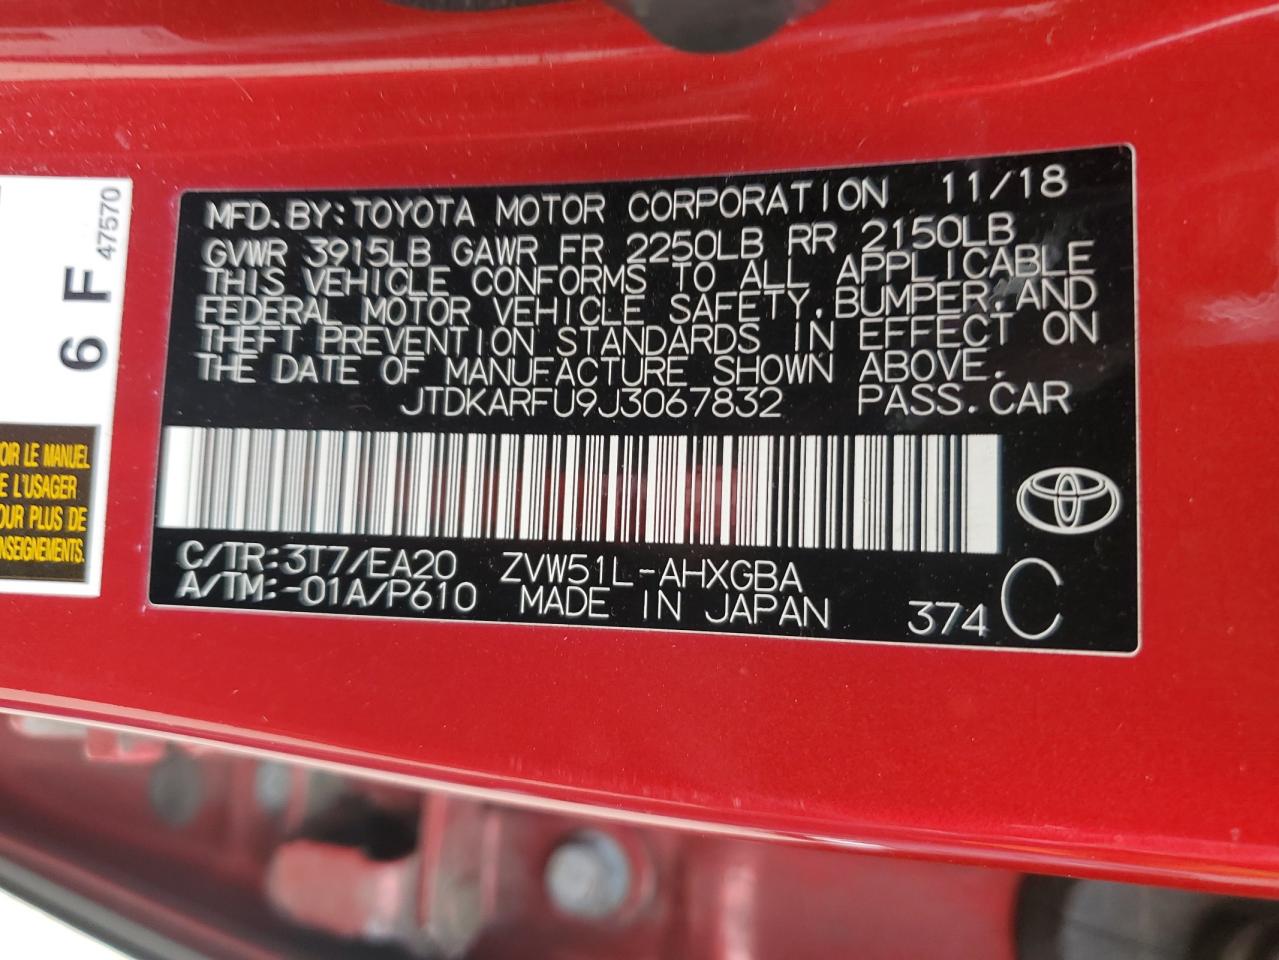 MFD. BY: TOYOTA MOTOR CORPORATION 11/18
GVWR 3915LB GAWR FR 2250LB RR 2150LB
THIS VEHICLE CONFORMS TO ALL APPLICABLE
FEDERAL MOTOR VEHICLE SAFETY, BUMPER, AND
THEFT PREVENTION STANDARDS IN EFFECT ON
THE DATE OF MANUFACTURE SHOWN ABOVE.
JTDKARFU9J3067832 PASS. CAR
C/TR: 3T7/EA20 ZVW51L-AHXGBA
A/TM: -01A/P610 MADE IN JAPAN 374 C
6 F 47570
LE MANUEL
L'USAGER
PLUS DE